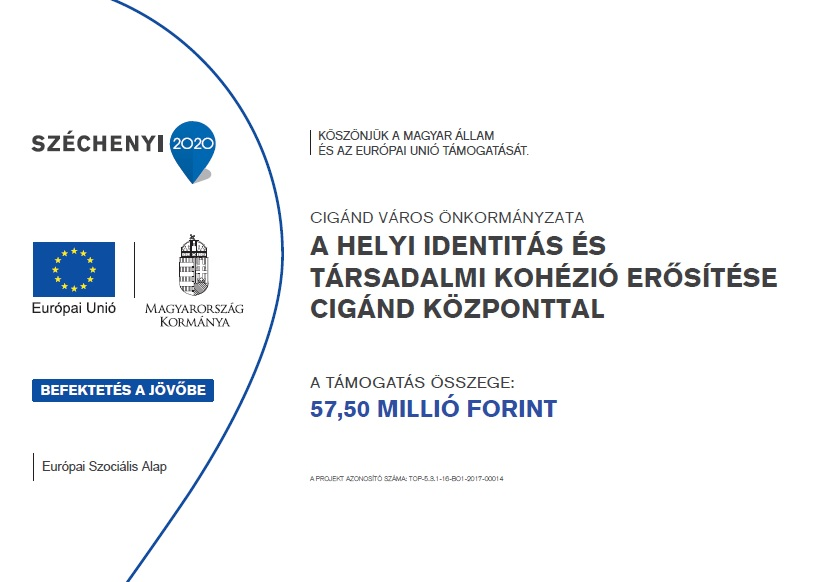 SZÉCHENYI 2020
Európai Unió
MAGYARORSZÁG
KORMÁNYA
BEFEKTETÉS A JÖVŐBE
Európai Szociális Alap
KÖSZÖNJÜK A MAGYAR ÁLLAM
ÉS AZ EURÓPAI UNIÓ TÁMOGATÁSÁT.
CIGÁND VÁROS ÖNKORMÁNYZATA
A HELYI IDENTITÁS ÉS
TÁRSADALMI KOHÉZIÓ ERŐSÍTÉSE
CIGÁND KÖZPONTTAL
A TÁMOGATÁS ÖSSZEGE:
57,50 MILLIÓ FORINT
A PROJEKT AZONOSÍTÓ SZÁMA: TOP-5.3.1-16-BO1-2017-00014